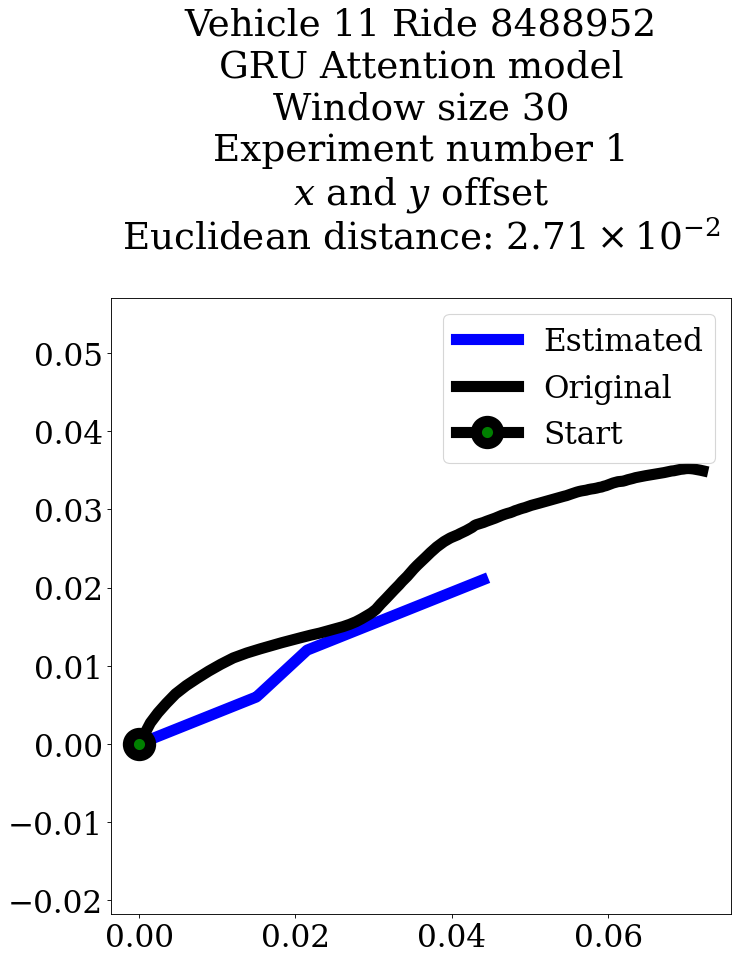 Vehicle 11 Ride 8488952
GRU Attention model
Window size 30
Experiment number 1
x and y offset
Euclidean distance: 2.71 × 10⁻²
Estimated
Original
Start
0.05
0.04
0.03
0.02
0.01
0.00
−0.01
−0.02
0.00 0.02 0.04 0.06